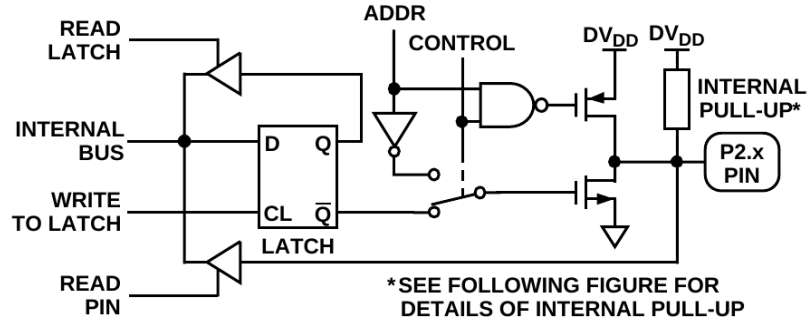 READ
LATCH
ADDR
CONTROL
DVDD
DVDD
INTERNAL
PULL-UP*
INTERNAL
BUS
D
Q
P2.x
PIN
WRITE
TO LATCH
CL
Q̅
LATCH
READ
PIN
*SEE FOLLOWING FIGURE FOR
DETAILS OF INTERNAL PULL-UP